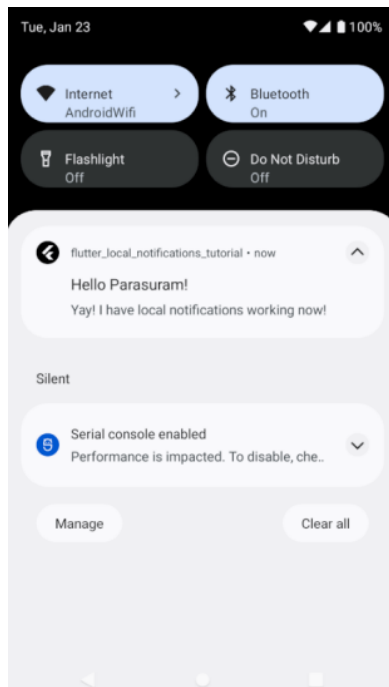 Tue, Jan 23 100%
Internet
AndroidWifi
Bluetooth
On
Flashlight
Off
Do Not Disturb
Off
flutter_local_notifications_tutorial • now
Hello Parasuram!
Yay! I have local notifications working now!
Silent
Serial console enabled
Performance is impacted. To disable, che..
Manage Clear all